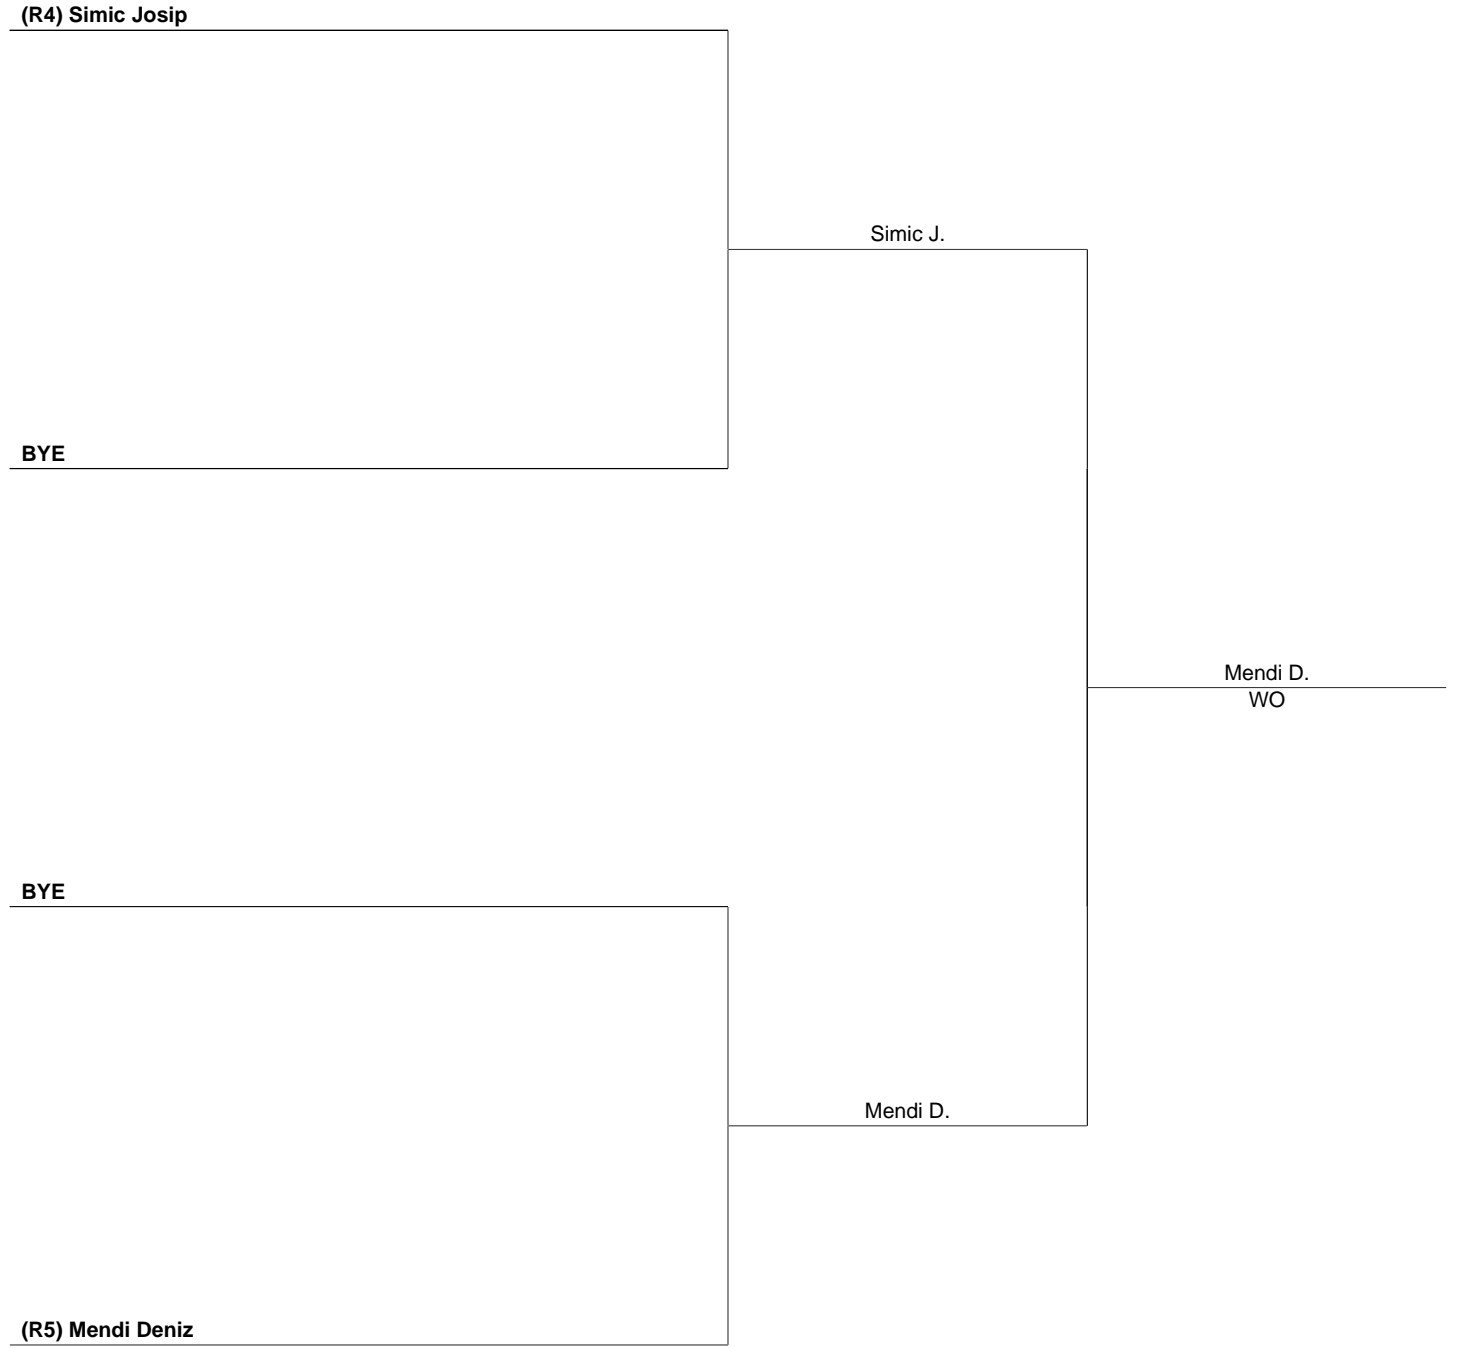 (R4) Simic Josip
Simic J.
BYE
Mendi D.
WO
BYE
Mendi D.
(R5) Mendi Deniz